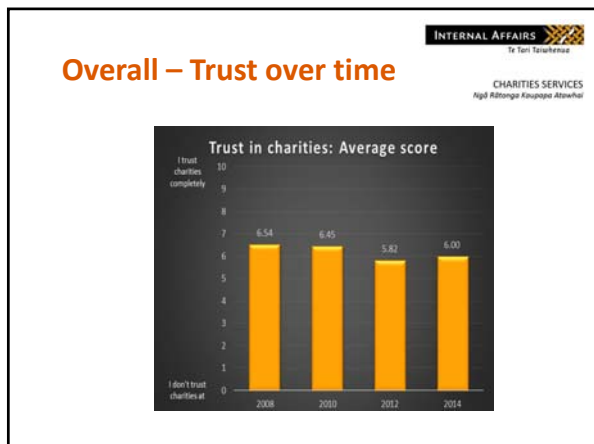 INTERNAL AFFAIRS
Te Tari Taiwhenua
Overall – Trust over time
CHARITIES SERVICES
Ngā Rātonga Kaupapa Atawhai
Trust in charities: Average score
I trust
charities
completely
10
9
8
7
6
5
4
3
2
1
0
6.54
6.45
5.82
6.00
I don't trust
charities at
2008
2010
2012
2014